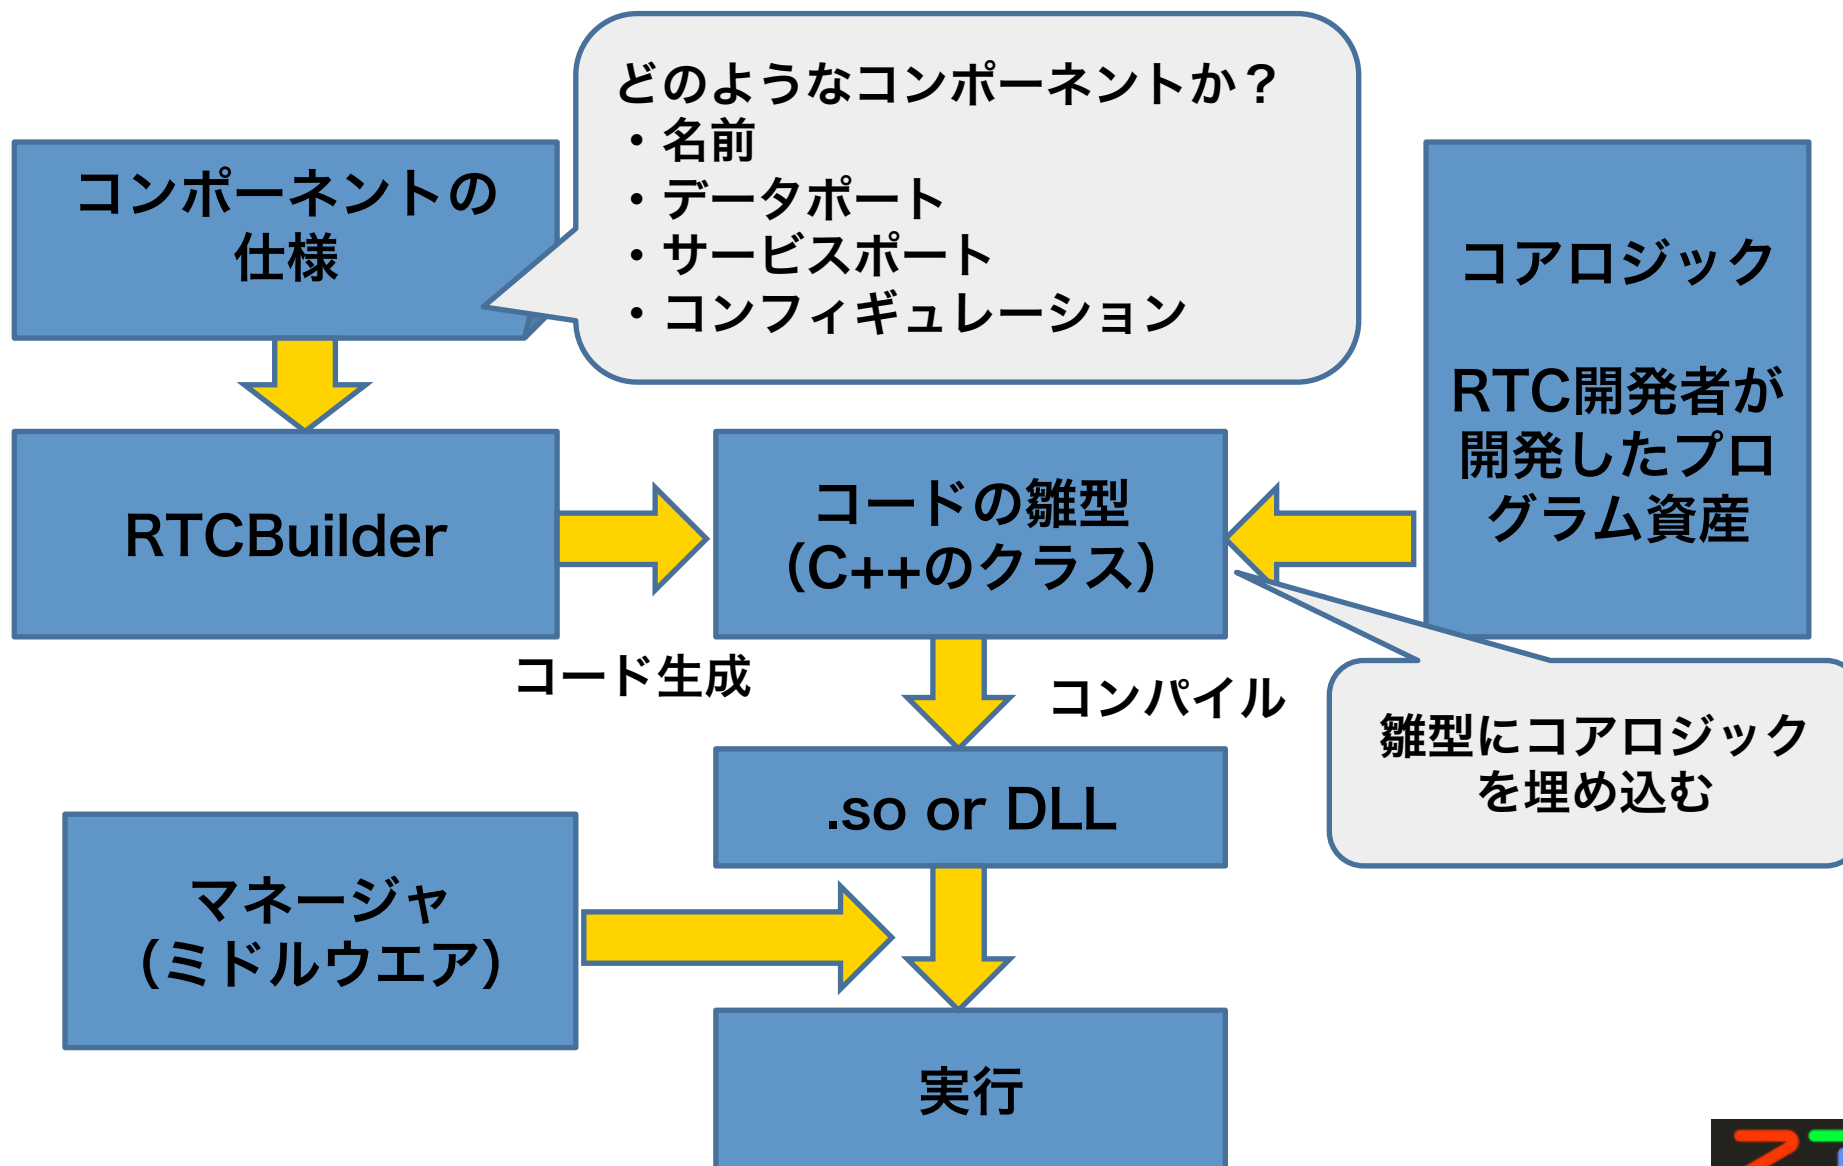 どのようなコンポーネントか？
・名前
・データポート
・サービスポート
・コンフィギュレーション
コンポーネントの
仕様
コアロジック
RTC開発者が
開発したプロ
グラム資産
RTCBuilder
コードの雛型
（C++のクラス）
コード生成
コンパイル
雛型にコアロジック
を埋め込む
.so or DLL
マネージャ
（ミドルウエア）
実行